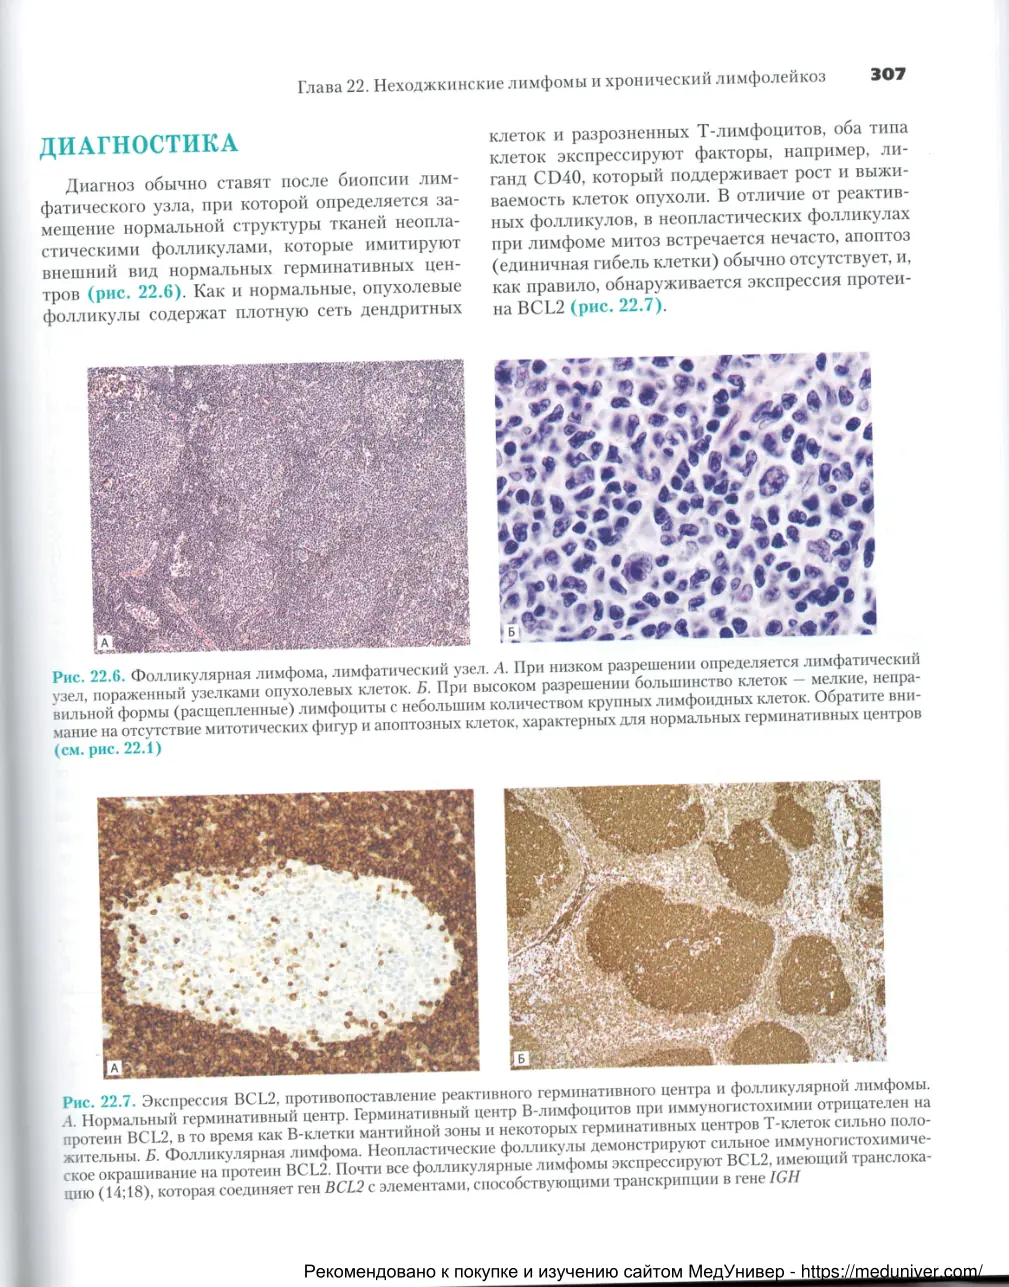 Глава 22. Неходжкинские лимфомы и хронический лимфолейкоз 307
ДИАГНОСТИКА
Диагноз обычно ставят после биопсии лим-
фатического узла, при которой определяется за-
мещение нормальной структуры тканей неопла-
стическими фолликулами, которые имитируют
внешний вид нормальных герминативных цен-
тров (рис. 22.6). Как и нормальные, опухолевые
фолликулы содержат плотную сеть дендритных
клеток и разрозненных Т-лимфоцитов, оба типа
клеток экспрессируют факторы, например, ли-
ганд CD40, который поддерживает рост и выжи-
ваемость клеток опухоли. В отличие от реактив-
ных фолликулов, в неопластических фолликулах
при лимфоме митоз встречается нечасто, апоптоз
(единичная гибель клетки) обычно отсутствует, и,
как правило, обнаруживается экспрессия протеи-
на BCL2 (рис. 22.7).
А
Б
Рис. 22.6. Фолликулярная лимфома, лимфатический узел. А. При низком разрешении определяется лимфатический
узел, пораженный узелками опухолевых клеток. Б. При высоком разрешении большинство клеток — мелкие, непра-
вильной формы (расщепленные) лимфоциты с небольшим количеством крупных лимфоидных клеток. Обратите вни-
мание на отсутствие митотических фигур и апоптозных клеток, характерных для нормальных герминативных центров
(см. рис. 22.1)
А
Б
Рис. 22.7. Экспрессия BCL2, противопоставление реактивного герминативного центра и фолликулярной лимфомы.
А. Нормальный герминативный центр. Герминативный центр В-лимфоцитов при иммуногистохимии отрицателен на
протеин BCL2, в то время как В-клетки мантийной зоны и некоторых герминативных центров Т-клеток сильно поло-
жительны. Б. Фолликулярная лимфома. Неопластические фолликулы демонстрируют сильное иммуногистохимиче-
ское окрашивание на протеин BCL2. Почти все фолликулярные лимфомы экспрессируют BCL2, имеющий транслока-
цию (14;18), которая соединяет ген BCL2 с элементами, способствующими транскрипции в гене IGH
Рекомендовано к покупке и изучению сайтом МедУнивер - https://meduniver.com/